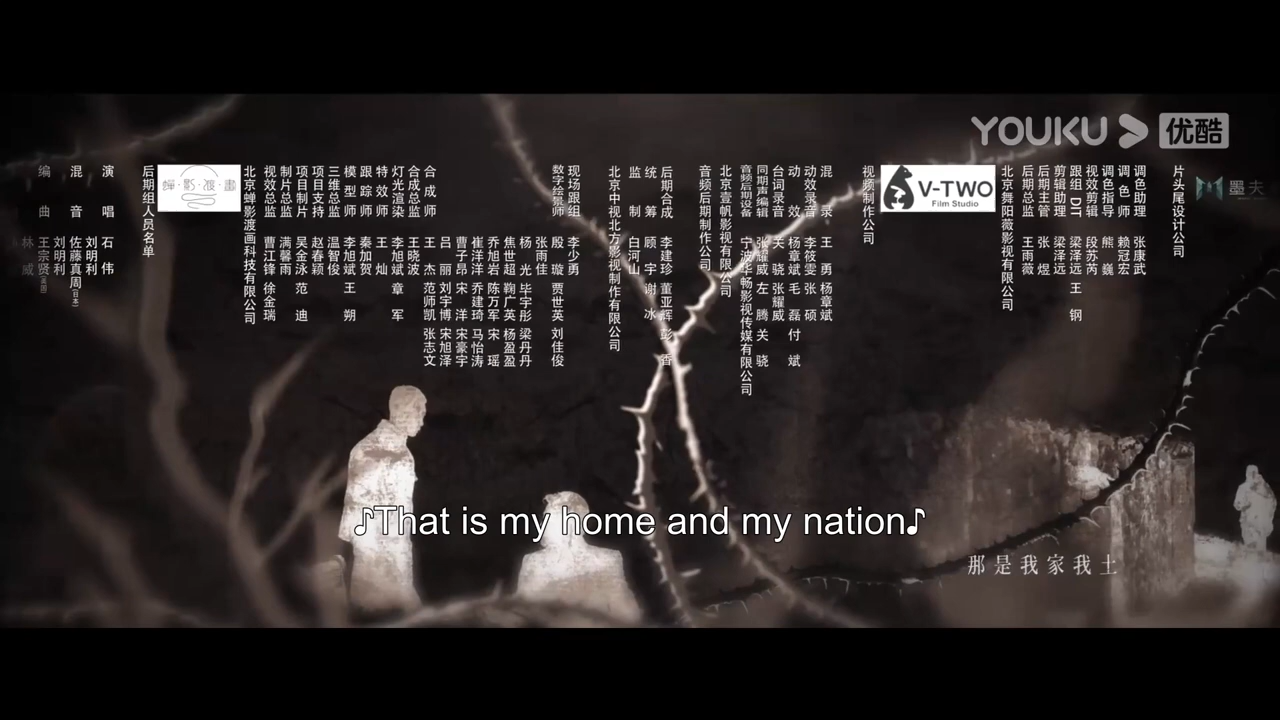 YOUKU 优酷
墨夫
片头尾设计公司
调色助理 张康武
调色师 赖冠宏
调色指导 熊巍
视效剪辑 段苏芮
跟组DIT 梁泽远 王钢
剪辑助理 梁泽远
后期主管 张煜
后期总监 王雨薇
北京舞阳薇影视有限公司
V-TWO
Film Studio
视频制作公司
混录 王勇 杨章斌
动效录音 李筱雯 张硕
动效 杨章斌 毛磊 付斌
台词录音 关骁 张耀威
同期声编辑 张耀威 左腾 关骁
音频后期设备 宁波华畅影视传媒有限公司
北京壹帆影视有限公司
音频后期制作公司
后期合成 李建珍 董亚辉 彭香
统筹 顾宇 谢冰
监制 白河山
北京中视北方影视制作有限公司
现场跟组 李少勇
数字绘景师 殷璇 贾世英 刘佳俊
张雨佳
杨光 毕宇彤 梁丹丹
焦世超 鞠广英 杨盈盈
乔旭岩 陈万军 宋瑶
崔洋洋 乔建琦 马怡涛
曹子昂 宋洋 宋豪宇
吕丽 刘宇博 宋旭泽
合成师 王杰 范师凯 张志文
合成总监 王晓波
灯光渲染 李旭斌 章军
特效师 王灿
跟踪师 秦加贺
模型师 李旭斌 王朔
三维总监 温智俊
项目支持 赵春颖
项目制片 吴金泳 范迪
制片总监 满馨雨
视效总监 曹江锋 徐金瑞
北京蝉影渡画科技有限公司
蝉·影·渡·畫
后期组人员名单
演唱 石伟
刘明利
混音 佐藤真周(日本)
刘明利
编曲 王宗贤(美国)
林威
♪That is my home and my nation♪
那是我家我土